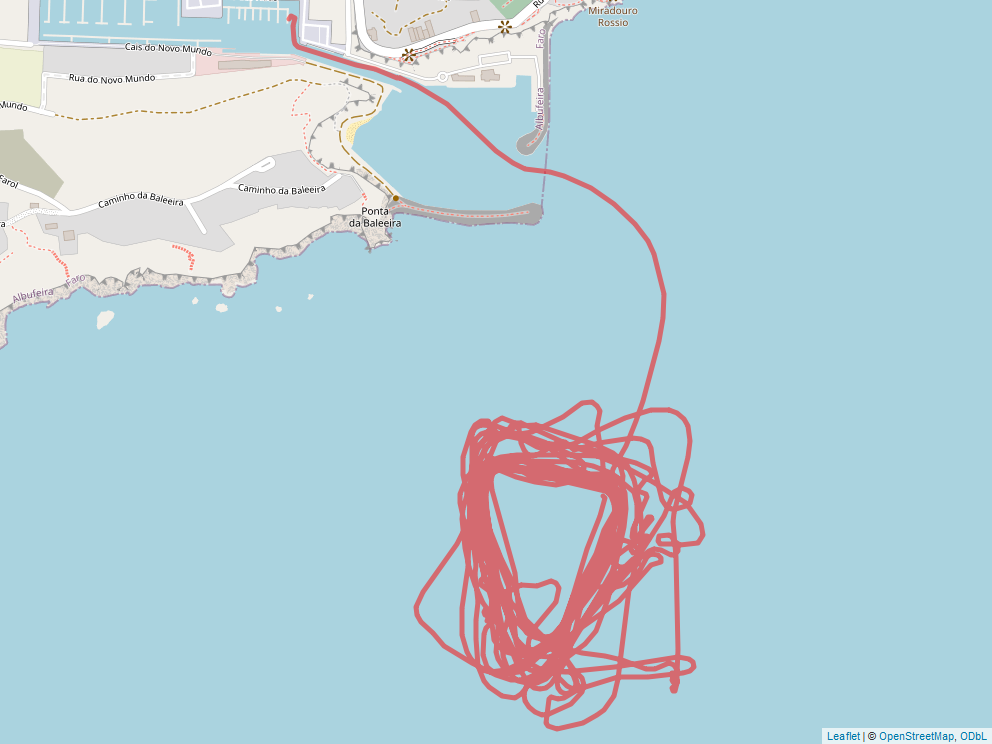 Miradouro
Rossio
Faro
Cais do Novo Mundo
Rua do Novo Mundo
Mundo
Albufeira
Farol
Caminho da Baleeira
Caminho da Baleeira
Ponta
da Baleeira
Albufeira
Faro
Leaflet | © OpenStreetMap, ODbL